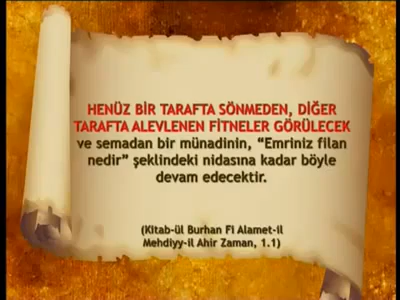 HENÜZ BİR TARAFTA SÖNMEDEN, DİĞER
TARAFTA ALEVLENEN FİTNELER GÖRÜLECEK
ve semadan bir münadinin, “Emriniz filan
nedir” şeklindeki nidasına kadar böyle
devam edecektir.
(Kitab-ül Burhan Fi Alamet-il
Mehdiyy-il Ahir Zaman, 1.1)